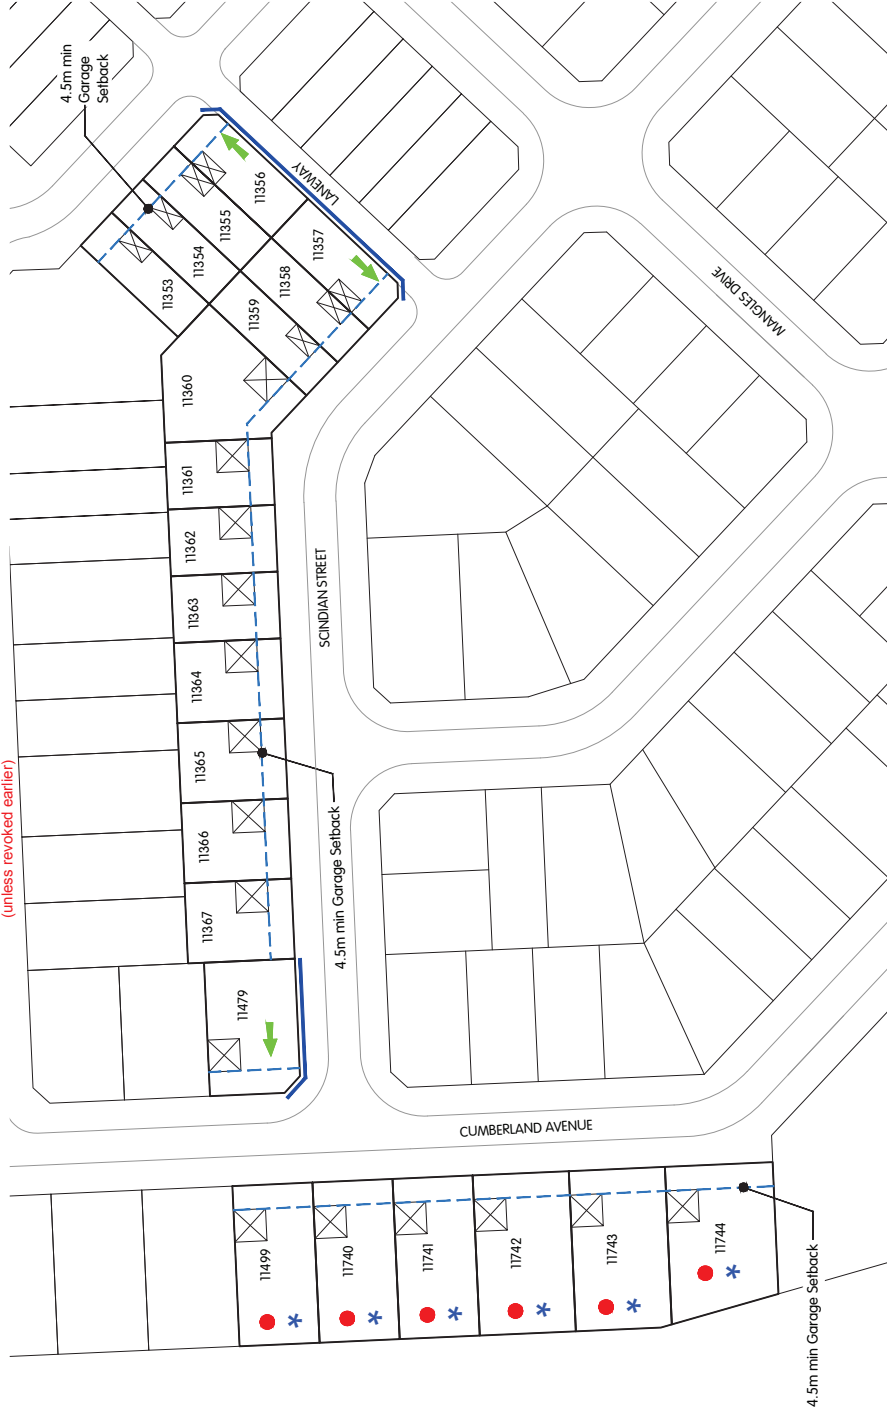 4.5m min
Garage
Setback
LANEWAY
11356
11355
11354
11353
11357
11358
11359
11360
MANGLES DRIVE
11361
11362
11363
11364
11365
11366
11367
SCINDIAN STREET
4.5m min Garage Setback
(unless revoked earlier)
11479
CUMBERLAND AVENUE
11499
11740
11741
11742
11743
11744
4.5m min Garage Setback